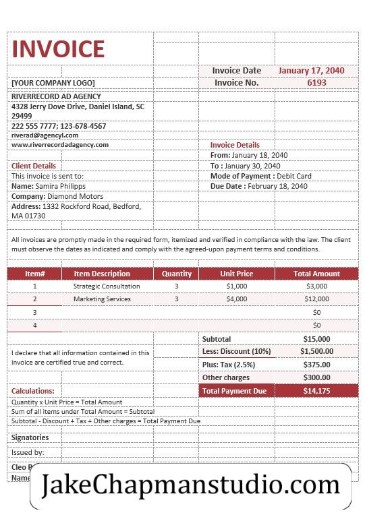 INVOICE
Invoice Date January 17, 2040
[YOUR COMPANY LOGO] Invoice No. 6193
RIVERRECORD AD AGENCY
4328 Jerry Dove Drive, Daniel Island, SC
29499
222 555 7777; 123-678-4567
riverad@agencyl.com
www.riverrecordadagency.com Invoice Details
From: January 18, 2040
Client Details To : January 30, 2040
This Invoice is sent to: Mode of Payment : Debit Card
Name: Samira Philipps Due Date : February 18, 2040
Company: Diamond Motors
Address: 1332 Rockford Road, Bedford,
MA 01730
All invoices are promptly made in the required form, itemized and verified in compliance with the law. The client
must observe the dates as indicated and comply with the agreed-upon payment terms and conditions.
Item# Item Description Quantity Unit Price Total Amount
1 Strategic Consultation 3 $1,000 $3,000
2 Marketing Services 3 $4,000 $12,000
3 $0
4 $0
Subtotal $15.000
I declare that all information contained in this Less: Discount (10%) $1,500.00
invoice are certified true and correct. Plus: Tax (2.5%) $375.00
Other charges $300.00
Calculations: Total Payment Due $14.175
Quantity x Unit Price = Total Amount
Sum of all items under Total Amount = Subtotal
Subtotal - Discount + Tax + Other charges = Total Payment Due
Signatories
Issued by:
Cleo
Name
JakeChapmanstudio.com